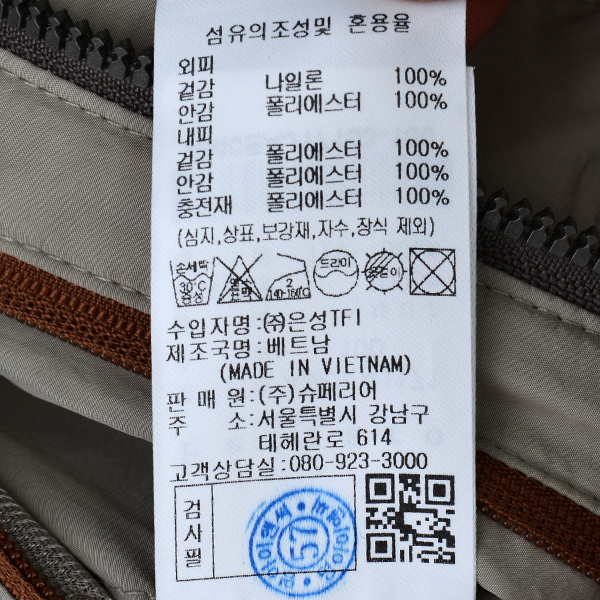 섬유의조성및 혼용율
외피
겉감 나일론 100%
안감 폴리에스터 100%
내피
겉감 폴리에스터 100%
안감 폴리에스터 100%
충전재 폴리에스터 100%
(심지,상표,보강재,자수,장식 제외)
손세탁 30℃ 중성 2 140~160℃ 드라이
수입자명:㈜은성TFI
제조국명:베트남
(MADE IN VIETNAM)
판 매 원:(주)슈페리어
주 소:서울특별시 강남구
테헤란로 614
고객상담실:080-923-3000
검사필